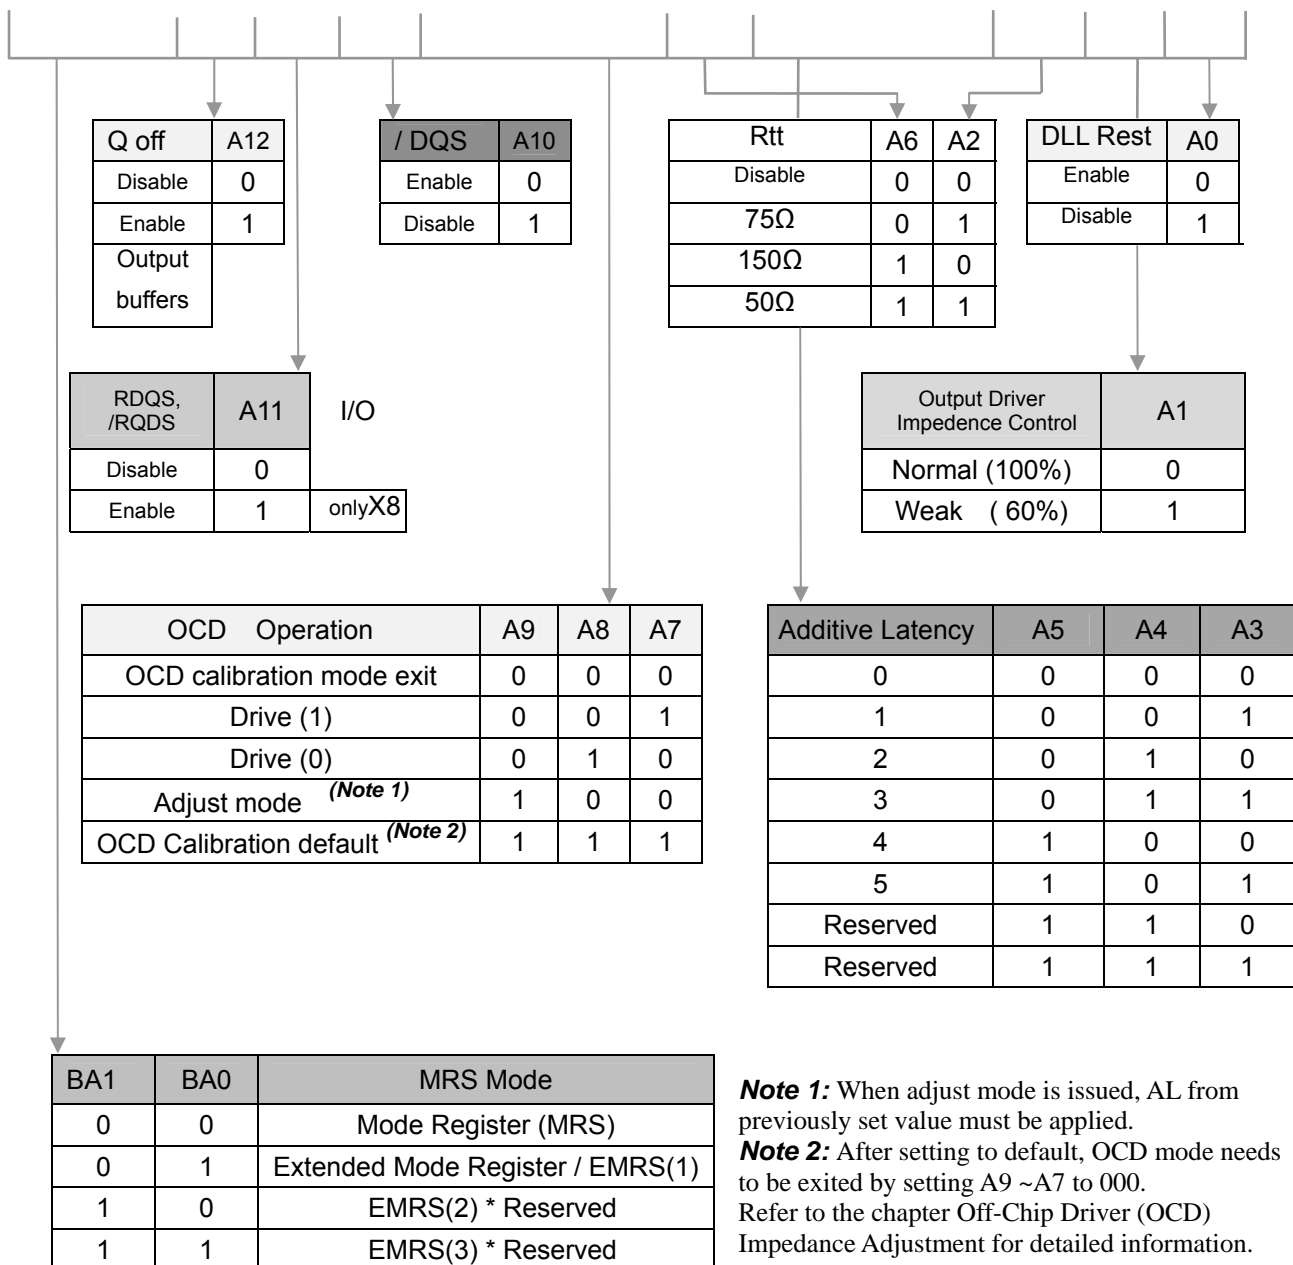 Q off A12
Disable 0
Enable 1
Output
buffers
/ DQS A10
Enable 0
Disable 1
Rtt A6 A2
Disable 0 0
75Ω 0 1
150Ω 1 0
50Ω 1 1
DLL Rest A0
Enable 0
Disable 1
RDQS,
/RQDS A11 I/O
Disable 0
Enable 1 onlyX8
Output Driver
Impedence Control A1
Normal (100%) 0
Weak ( 60%) 1
OCD Operation A9 A8 A7
OCD calibration mode exit 0 0 0
Drive (1) 0 0 1
Drive (0) 0 1 0
Adjust mode (Note 1) 1 0 0
OCD Calibration default (Note 2) 1 1 1
Additive Latency A5 A4 A3
0 0 0 0
1 0 0 1
2 0 1 0
3 0 1 1
4 1 0 0
5 1 0 1
Reserved 1 1 0
Reserved 1 1 1
BA1 BA0 MRS Mode
0 0 Mode Register (MRS)
0 1 Extended Mode Register / EMRS(1)
1 0 EMRS(2) * Reserved
1 1 EMRS(3) * Reserved
Note 1: When adjust mode is issued, AL from
previously set value must be applied.
Note 2: After setting to default, OCD mode needs
to be exited by setting A9 ~A7 to 000.
Refer to the chapter Off-Chip Driver (OCD)
Impedance Adjustment for detailed information.